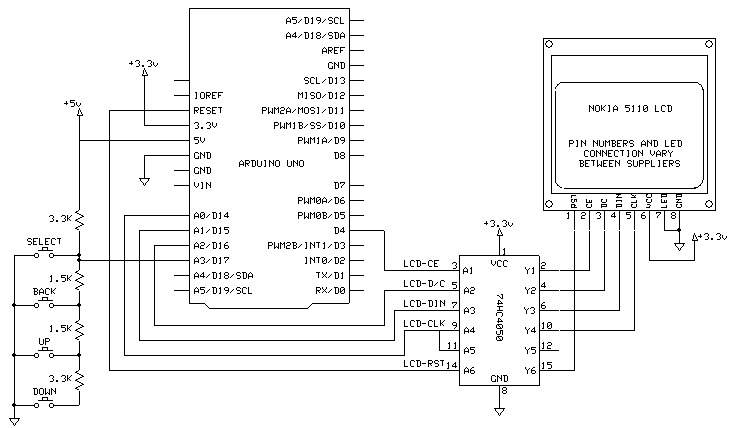 +5v
3.3K
SELECT
1.5K
BACK
1.5K
UP
3.3K
DOWN
+3.3v
A5/D19/SCL
A4/D18/SDA
AREF
GND
SCL/D13
IOREF MISO/D12
RESET PWM2A/MOSI/D11
3.3V PWM1B/SS/D10
5V PWM1A/D9
GND D8
ARDUINO UNO
GND
VIN D7
PWM0A/D6
A0/D14 PWM0B/D5
A1/D15 D4
A2/D16 PWM2B/INT1/D3
A3/D17 INT0/D2
A4/D18/SDA TX/D1
A5/D19/SCL RX/D0
LCD-CE
LCD-D/C
LCD-DIN
LCD-CLK
LCD-RST
+3.3v
1
VCC
3 A1 Y1 2
5 A2 Y2 4
7 A3 Y3 6
9 A4 Y4 10
11 A5 Y5 12
14 A6 Y6 15
74HC4050
GND
8
NOKIA 5110 LCD
PIN NUMBERS AND LED
CONNECTION VARY
BETWEEN SUPPLIERS
RST CE DC DIN CLK VCC LED GND
1 2 3 4 5 6 7 8
+3.3v